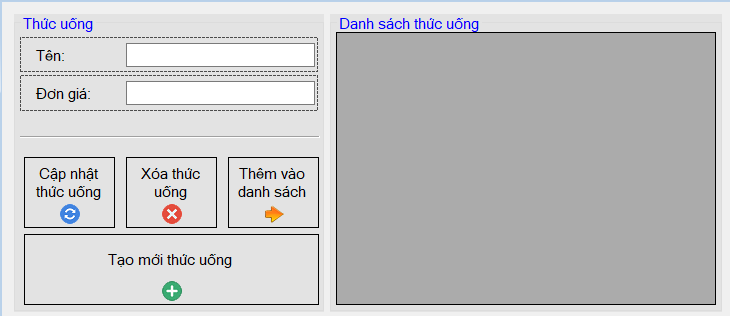 Thức uống
Tên:
Đơn giá:
Cập nhật
thức uống
Xóa thức
uống
Thêm vào
danh sách
Tạo mới thức uống
Danh sách thức uống